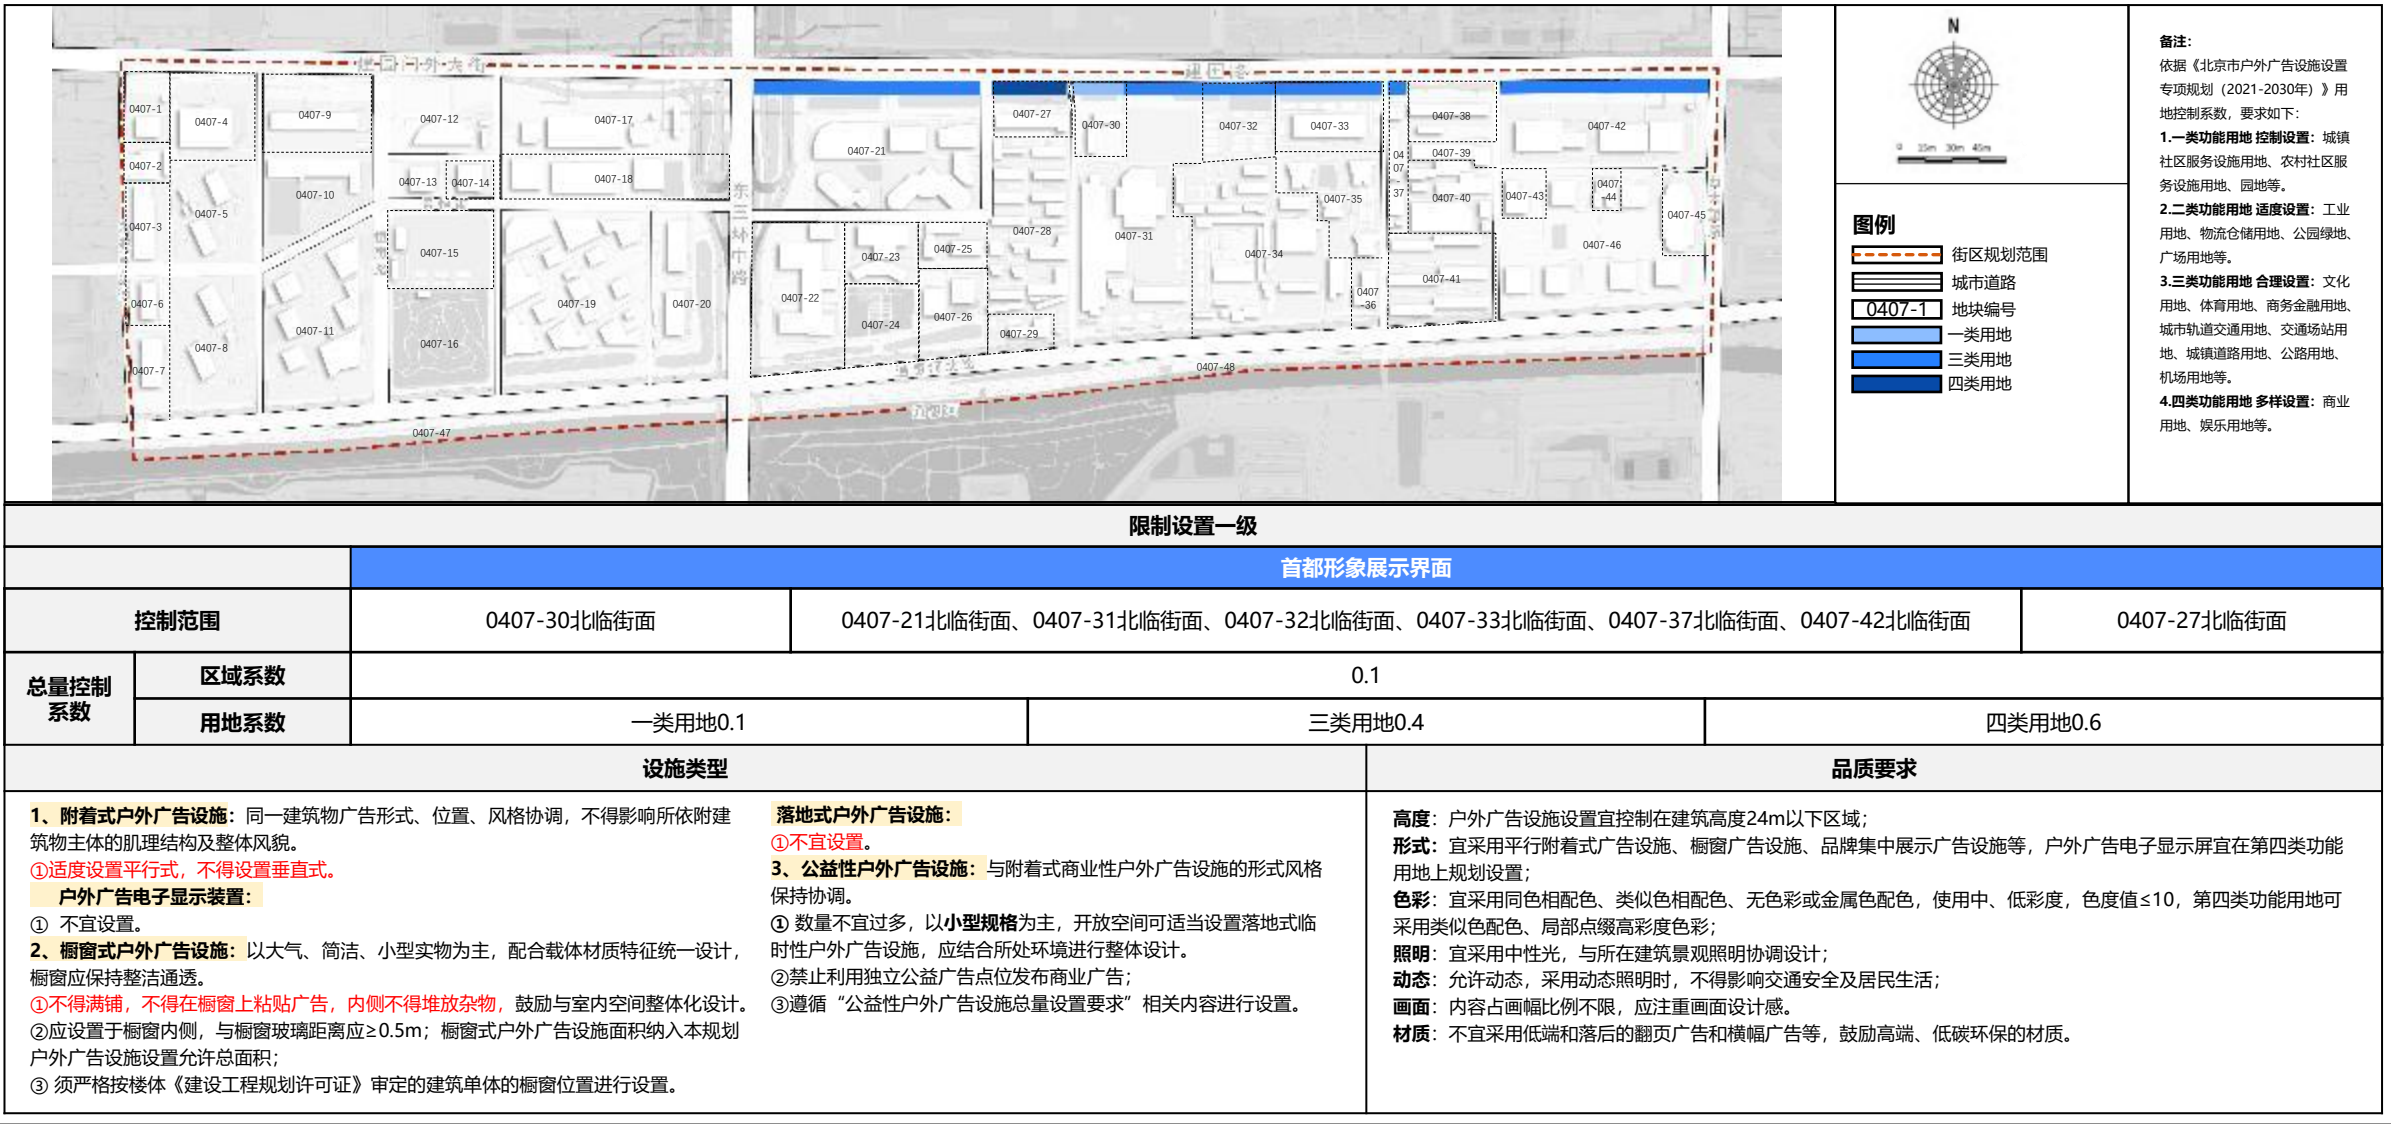 建国门外大街
建国路
东三环中路
通惠河北路
0407-1
0407-2
0407-3
0407-4
0407-5
0407-6
0407-7
0407-8
0407-9
0407-10
0407-11
0407-12
0407-13
0407-14
0407-15
0407-16
0407-17
0407-18
0407-19
0407-20
0407-21
0407-22
0407-23
0407-24
0407-25
0407-26
0407-27
0407-28
0407-29
0407-30
0407-31
0407-32
0407-33
0407-34
0407-35
0407
-36
04
07
-
37
0407-38
0407-39
0407-40
0407-41
0407-42
0407-43
0407
-44
0407-45
0407-46
0407-47
0407-48
N
0 15m 30m 45m
图例
街区规划范围
城市道路
0407-1 地块编号
一类用地
三类用地
四类用地
备注：
依据《北京市户外广告设施设置
专项规划（2021-2030年）》用
地控制系数，要求如下：
1.一类功能用地 控制设置：城镇
社区服务设施用地、农村社区服
务设施用地、园地等。
2.二类功能用地 适度设置：工业
用地、物流仓储用地、公园绿地、
广场用地等。
3.三类功能用地 合理设置：文化
用地、体育用地、商务金融用地、
城市轨道交通用地、交通场站用
地、城镇道路用地、公路用地、
机场用地等。
4.四类功能用地 多样设置：商业
用地、娱乐用地等。
限制设置一级
首都形象展示界面
控制范围
0407-30北临街面
0407-21北临街面、0407-31北临街面、0407-32北临街面、0407-33北临街面、0407-37北临街面、0407-42北临街面
0407-27北临街面
总量控制
系数
区域系数
0.1
用地系数
一类用地0.1
三类用地0.4
四类用地0.6
设施类型
品质要求
1、附着式户外广告设施：同一建筑物广告形式、位置、风格协调，不得影响所依附建
筑物主体的肌理结构及整体风貌。
①适度设置平行式，不得设置垂直式。
户外广告电子显示装置：
① 不宜设置。
2、橱窗式户外广告设施：以大气、简洁、小型实物为主，配合载体材质特征统一设计，
橱窗应保持整洁通透。
①不得满铺，不得在橱窗上粘贴广告，内侧不得堆放杂物，鼓励与室内空间整体化设计。
②应设置于橱窗内侧，与橱窗玻璃距离应≥0.5m；橱窗式户外广告设施面积纳入本规划
户外广告设施设置允许总面积；
③ 须严格按楼体《建设工程规划许可证》审定的建筑单体的橱窗位置进行设置。
落地式户外广告设施：
①不宜设置。
3、公益性户外广告设施：与附着式商业性户外广告设施的形式风格
保持协调。
① 数量不宜过多，以小型规格为主，开放空间可适当设置落地式临
时性户外广告设施，应结合所处环境进行整体设计。
②禁止利用独立公益广告点位发布商业广告；
③遵循“公益性户外广告设施总量设置要求”相关内容进行设置。
高度：户外广告设施设置宜控制在建筑高度24m以下区域；
形式：宜采用平行附着式广告设施、橱窗广告设施、品牌集中展示广告设施等，户外广告电子显示屏宜在第四类功能
用地上规划设置；
色彩：宜采用同色相配色、类似色相配色、无色彩或金属色配色，使用中、低彩度，色度值≤10，第四类功能用地可
采用类似色配色、局部点缀高彩度色彩；
照明：宜采用中性光，与所在建筑景观照明协调设计；
动态：允许动态，采用动态照明时，不得影响交通安全及居民生活；
画面：内容占画幅比例不限，应注重画面设计感。
材质：不宜采用低端和落后的翻页广告和横幅广告等，鼓励高端、低碳环保的材质。